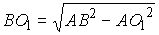 BO₁ = √(AB² − AO₁²)